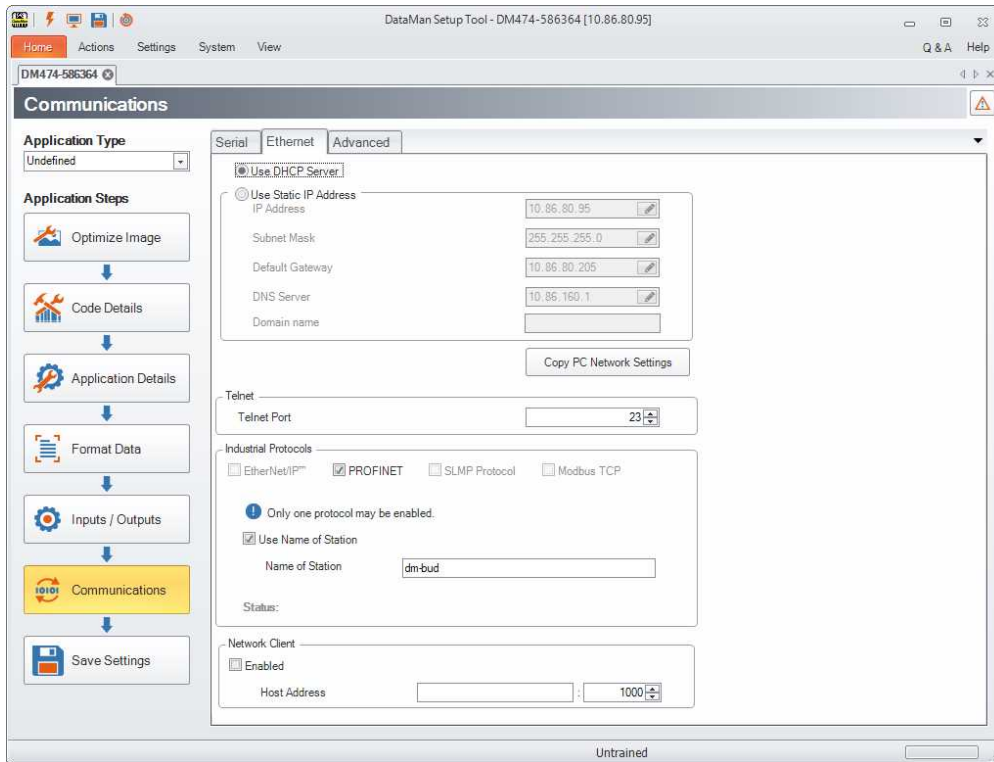 DataMan Setup Tool - DM474-586364 [10.86.80.95]
Home Actions Settings System View Q & A Help
DM474-586364
Communications
Application Type
Undefined
Application Steps
Optimize Image
Code Details
Application Details
Format Data
Inputs / Outputs
Communications
Save Settings
Serial Ethernet Advanced
Use DHCP Server
Use Static IP Address
IP Address 10.86.80.95
Subnet Mask 255.255.255.0
Default Gateway 10.86.80.205
DNS Server 10.86.160.1
Domain name
Copy PC Network Settings
Telnet
Telnet Port 23
Industrial Protocols
EtherNet/IP™ PROFINET SLMP Protocol Modbus TCP
Only one protocol may be enabled.
Use Name of Station
Name of Station dm-bud
Status:
Network Client
Enabled
Host Address : 1000
Untrained